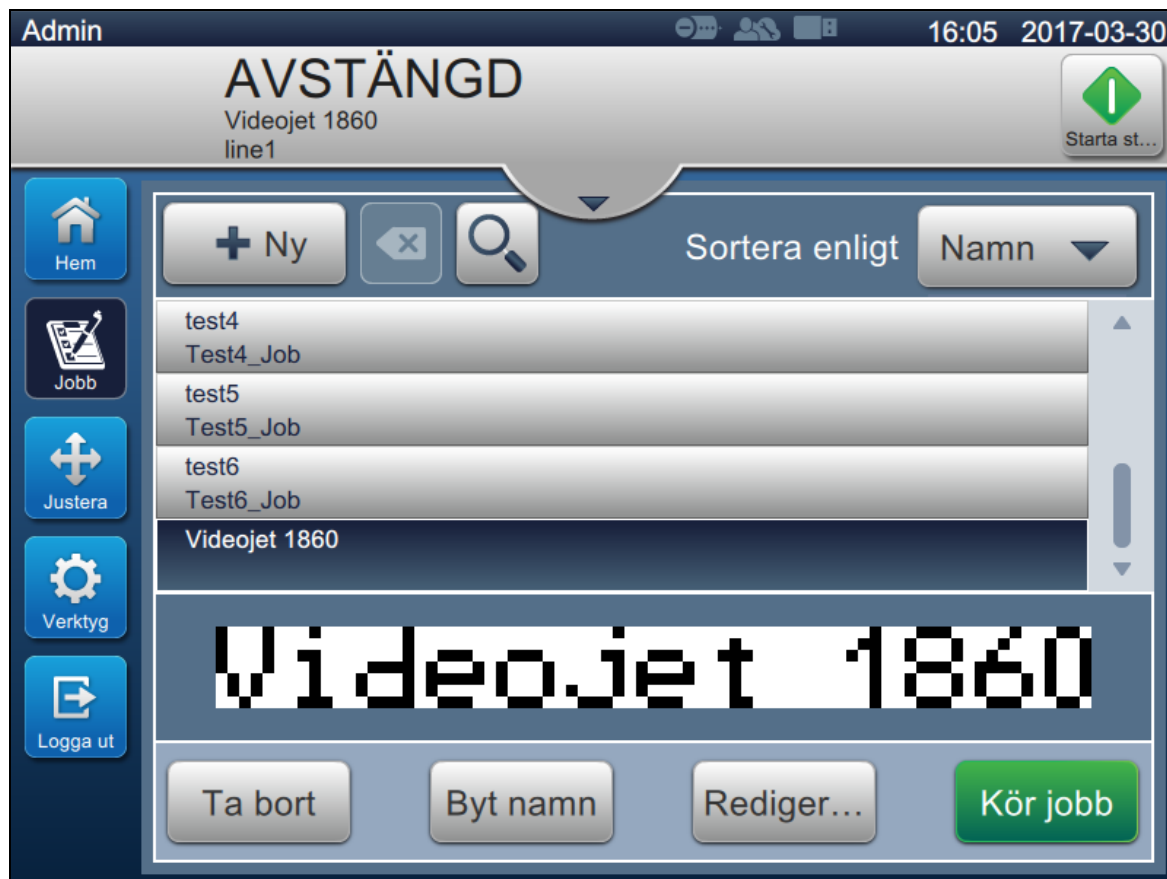 Admin
16:05 2017-03-30
AVSTÄNGD
Videojet 1860
line1
Starta st...
Hem
Jobb
Justera
Verktyg
Logga ut
Ny
Sortera enligt
Namn
test4
Test4_Job
test5
Test5_Job
test6
Test6_Job
Videojet 1860
Videojet 1860
Ta bort
Byt namn
Rediger...
Kör jobb